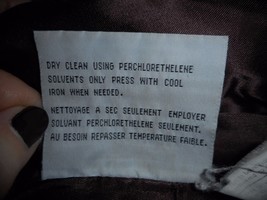 DRY CLEAN USING PERCHLORETHELENE
SOLVENTS ONLY PRESS WITH COOL
IRON WHEN NEEDED.
NETTOYAGE A SEC SEULEMENT EMPLOYER
SOLVANT PERCHLORETHELENE SEULEMENT.
AU BESOIN REPASSER TEMPERATURE FAIBLE.